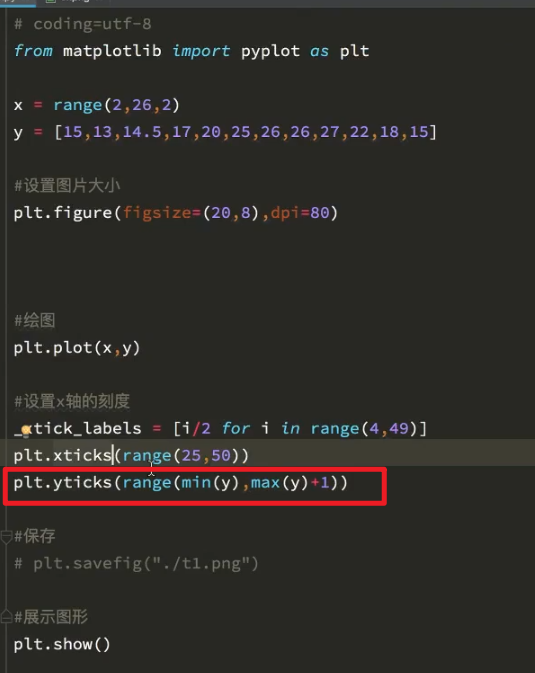 # coding=utf-8
from matplotlib import pyplot as plt
x = range(2,26,2)
y = [15,13,14.5,17,20,25,26,26,27,22,18,15]
#设置图片大小
plt.figure(figsize=(20,8),dpi=80)
#绘图
plt.plot(x,y)
#设置x轴的刻度
_xtick_labels = [i/2 for i in range(4,49)]
plt.xticks(range(25,50))
plt.yticks(range(min(y),max(y)+1))
#保存
# plt.savefig("./t1.png")
#展示图形
plt.show()